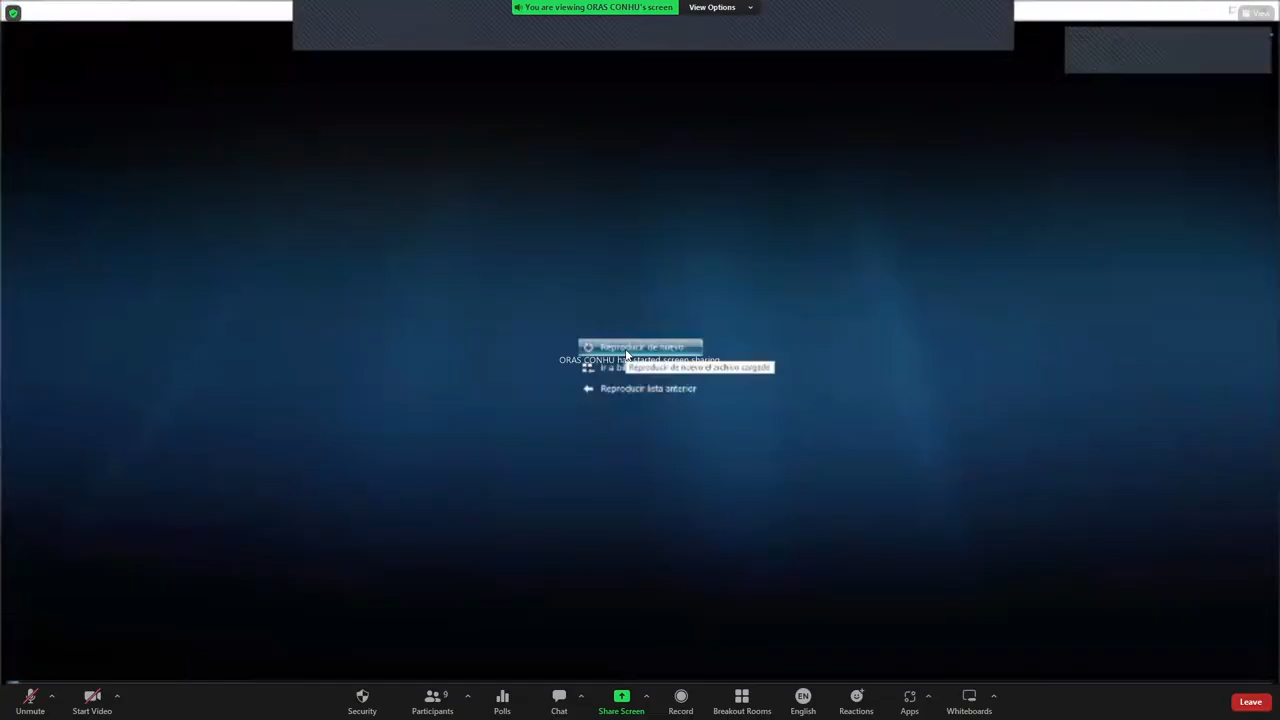 You are viewing ORAS CONHU's screen
View Options
View
Reproducir de nuevo
ORAS CONHU has started screen sharing
Ir a
Reproducir de nuevo el archivo cargado
Reproducir lista anterior
Unmute
Start Video
Security
9
Participants
Polls
Chat
Share Screen
Record
Breakout Rooms
EN
English
Reactions
Apps
Whiteboards
Leave